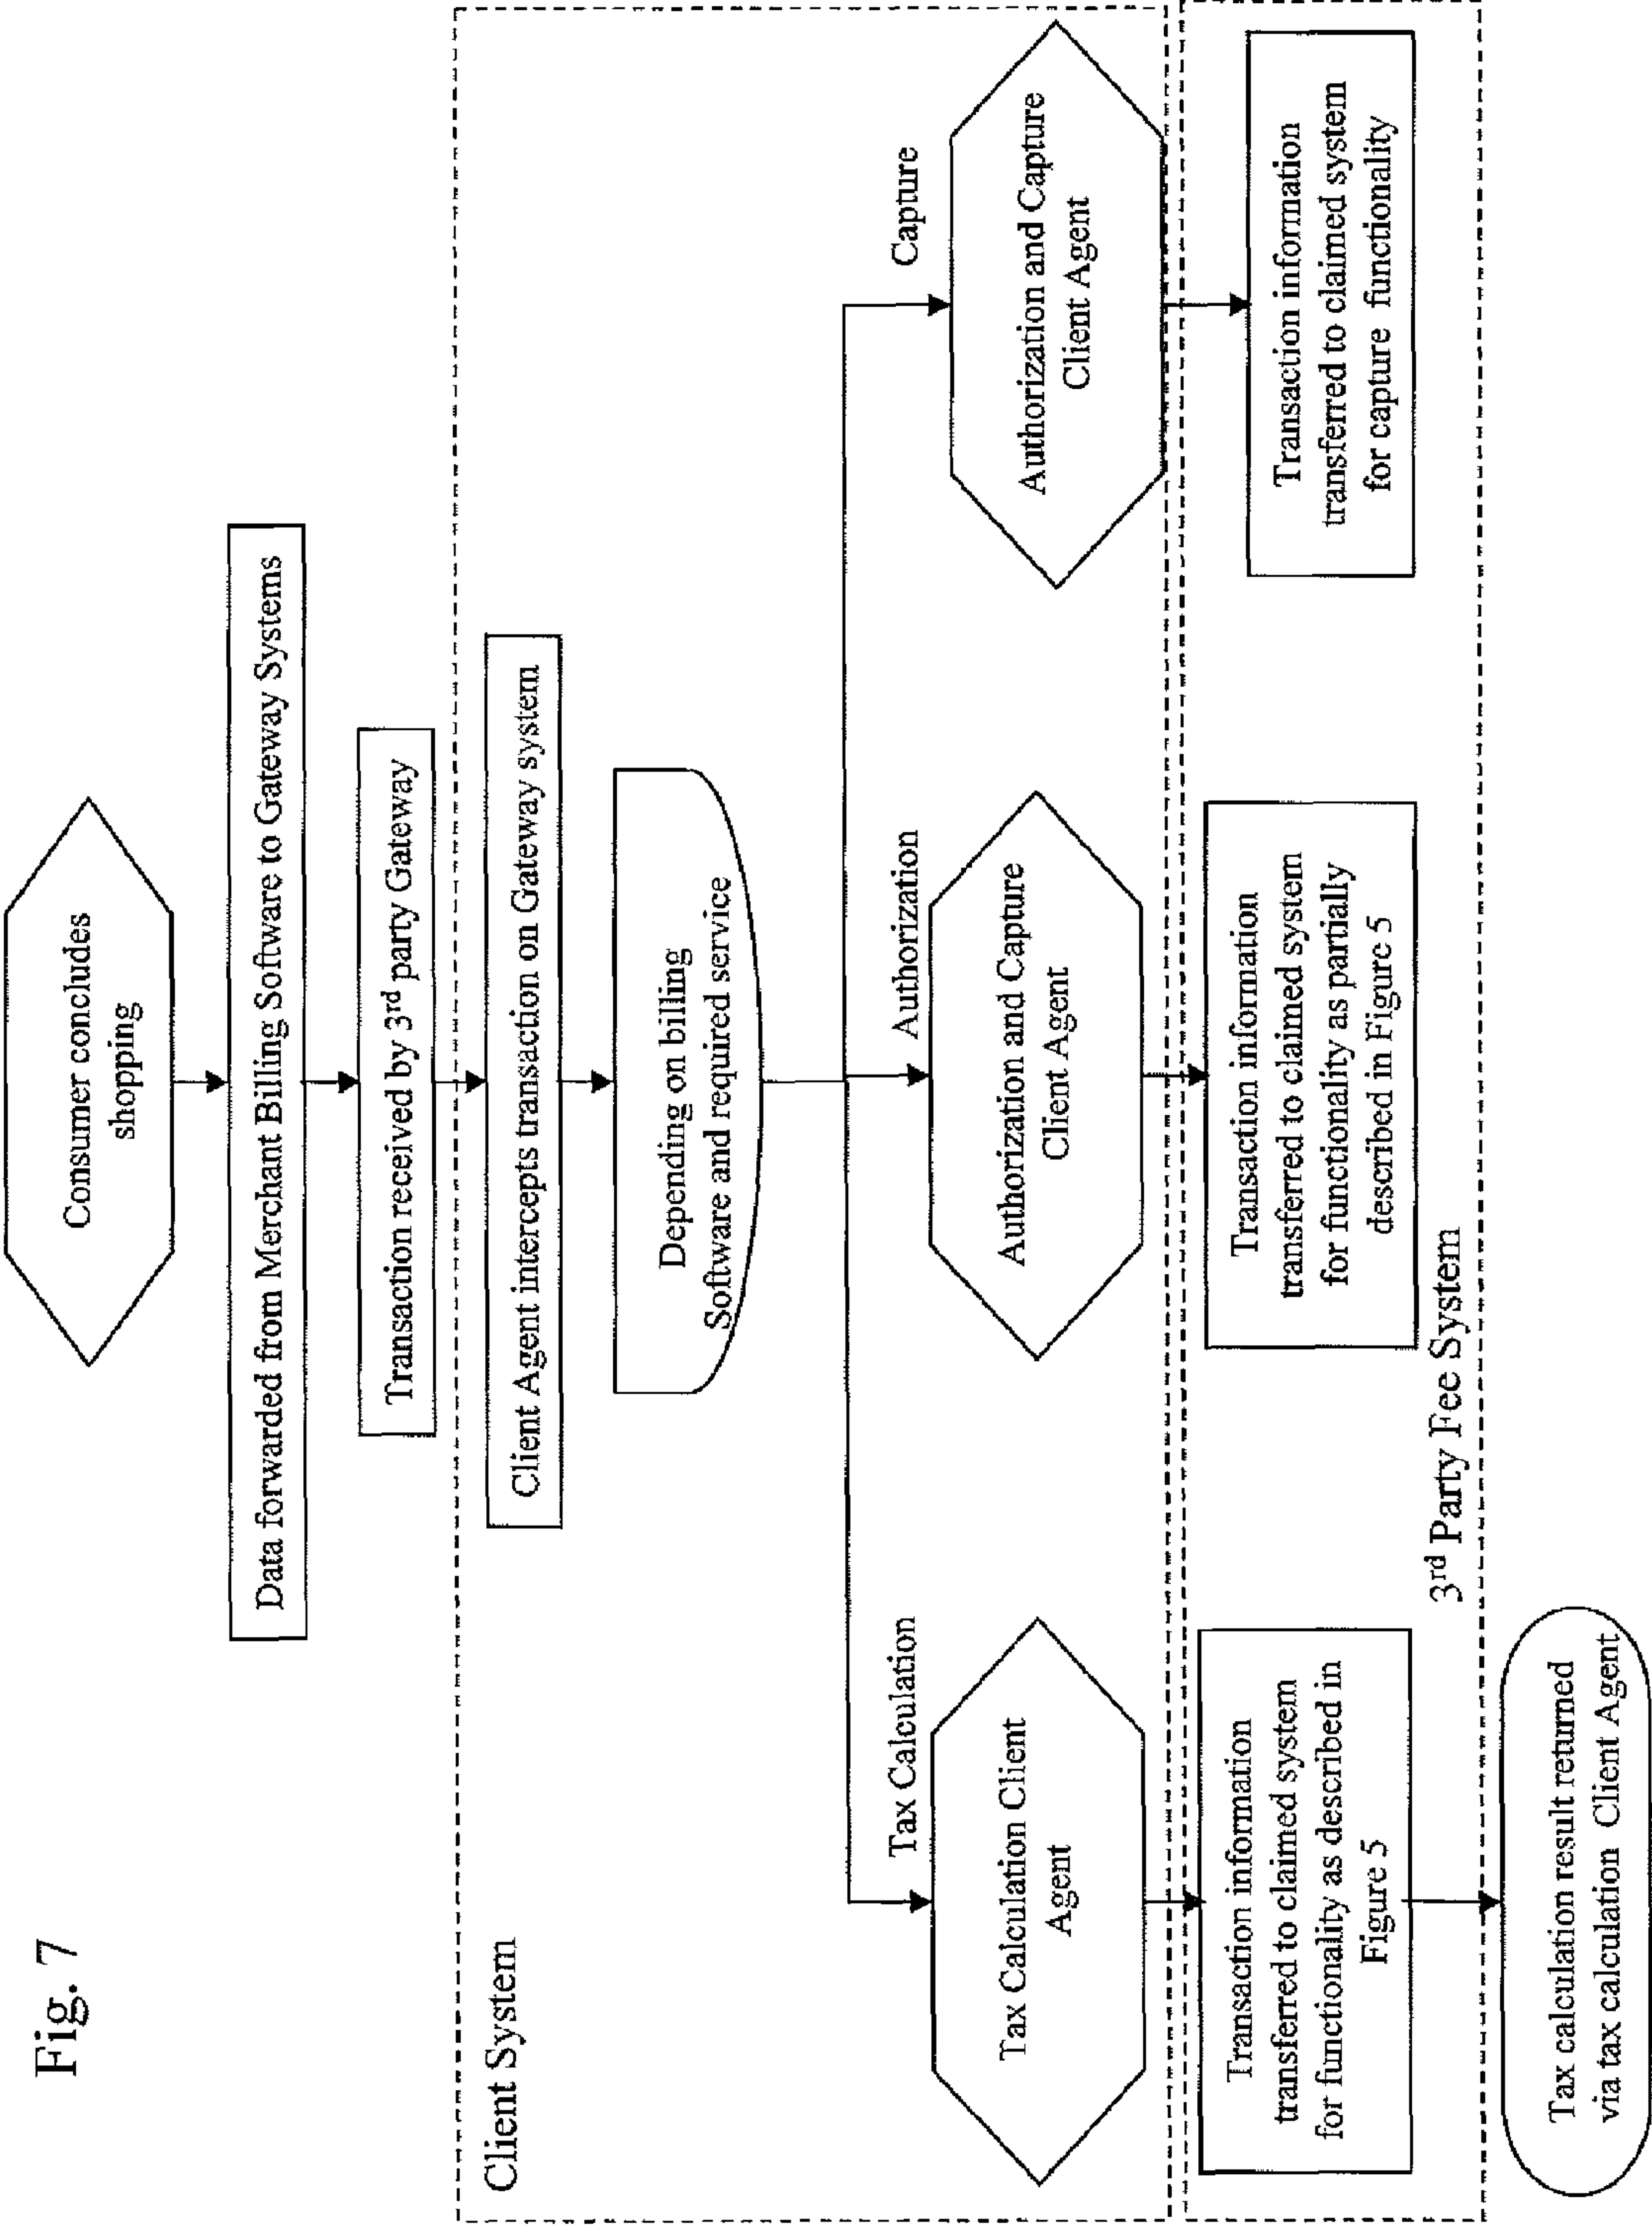 Fig. 7
Consumer concludes
shopping
Data forwarded from Merchant Billing Software to Gateway Systems
Transaction received by 3rd party Gateway
Client System
Client Agent intercepts transaction on Gateway system
Depending on billing
Software and required service
Tax Calculation
Authorization
Capture
Tax Calculation Client
Agent
Authorization and Capture
Client Agent
Authorization and Capture
Client Agent
Transaction information
transferred to claimed system
for functionality as described in
Figure 5
Transaction information
transferred to claimed system
for functionality as partially
described in Figure 5
Transaction information
transferred to claimed system
for capture functionality
3rd Party Fee System
Tax calculation result returned
via tax calculation Client Agent